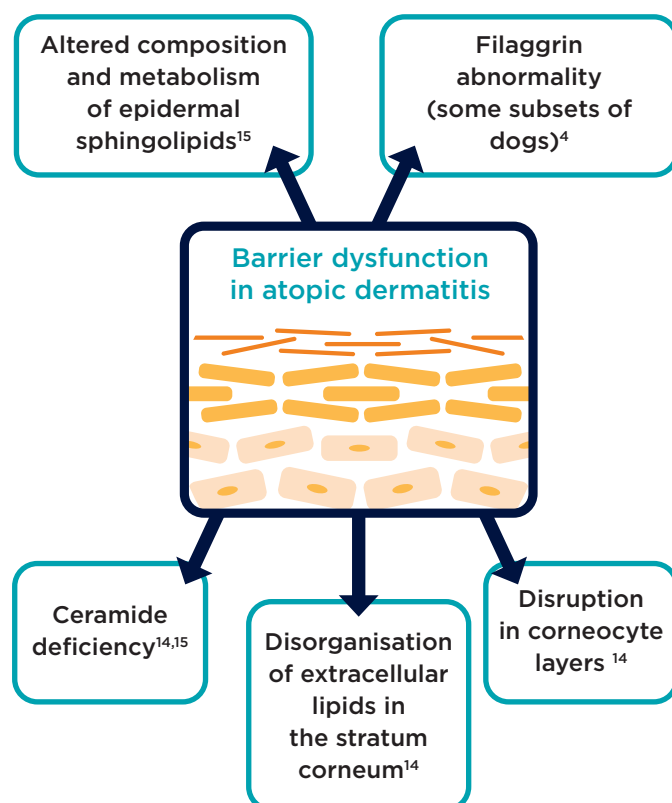 Altered composition
and metabolism
of epidermal
sphingolipids¹⁵
Filaggrin
abnormality
(some subsets of
dogs)⁴
Barrier dysfunction
in atopic dermatitis
Ceramide
deficiency¹⁴,¹⁵
Disorganisation
of extracellular
lipids in
the stratum
corneum¹⁴
Disruption
in corneocyte
layers ¹⁴